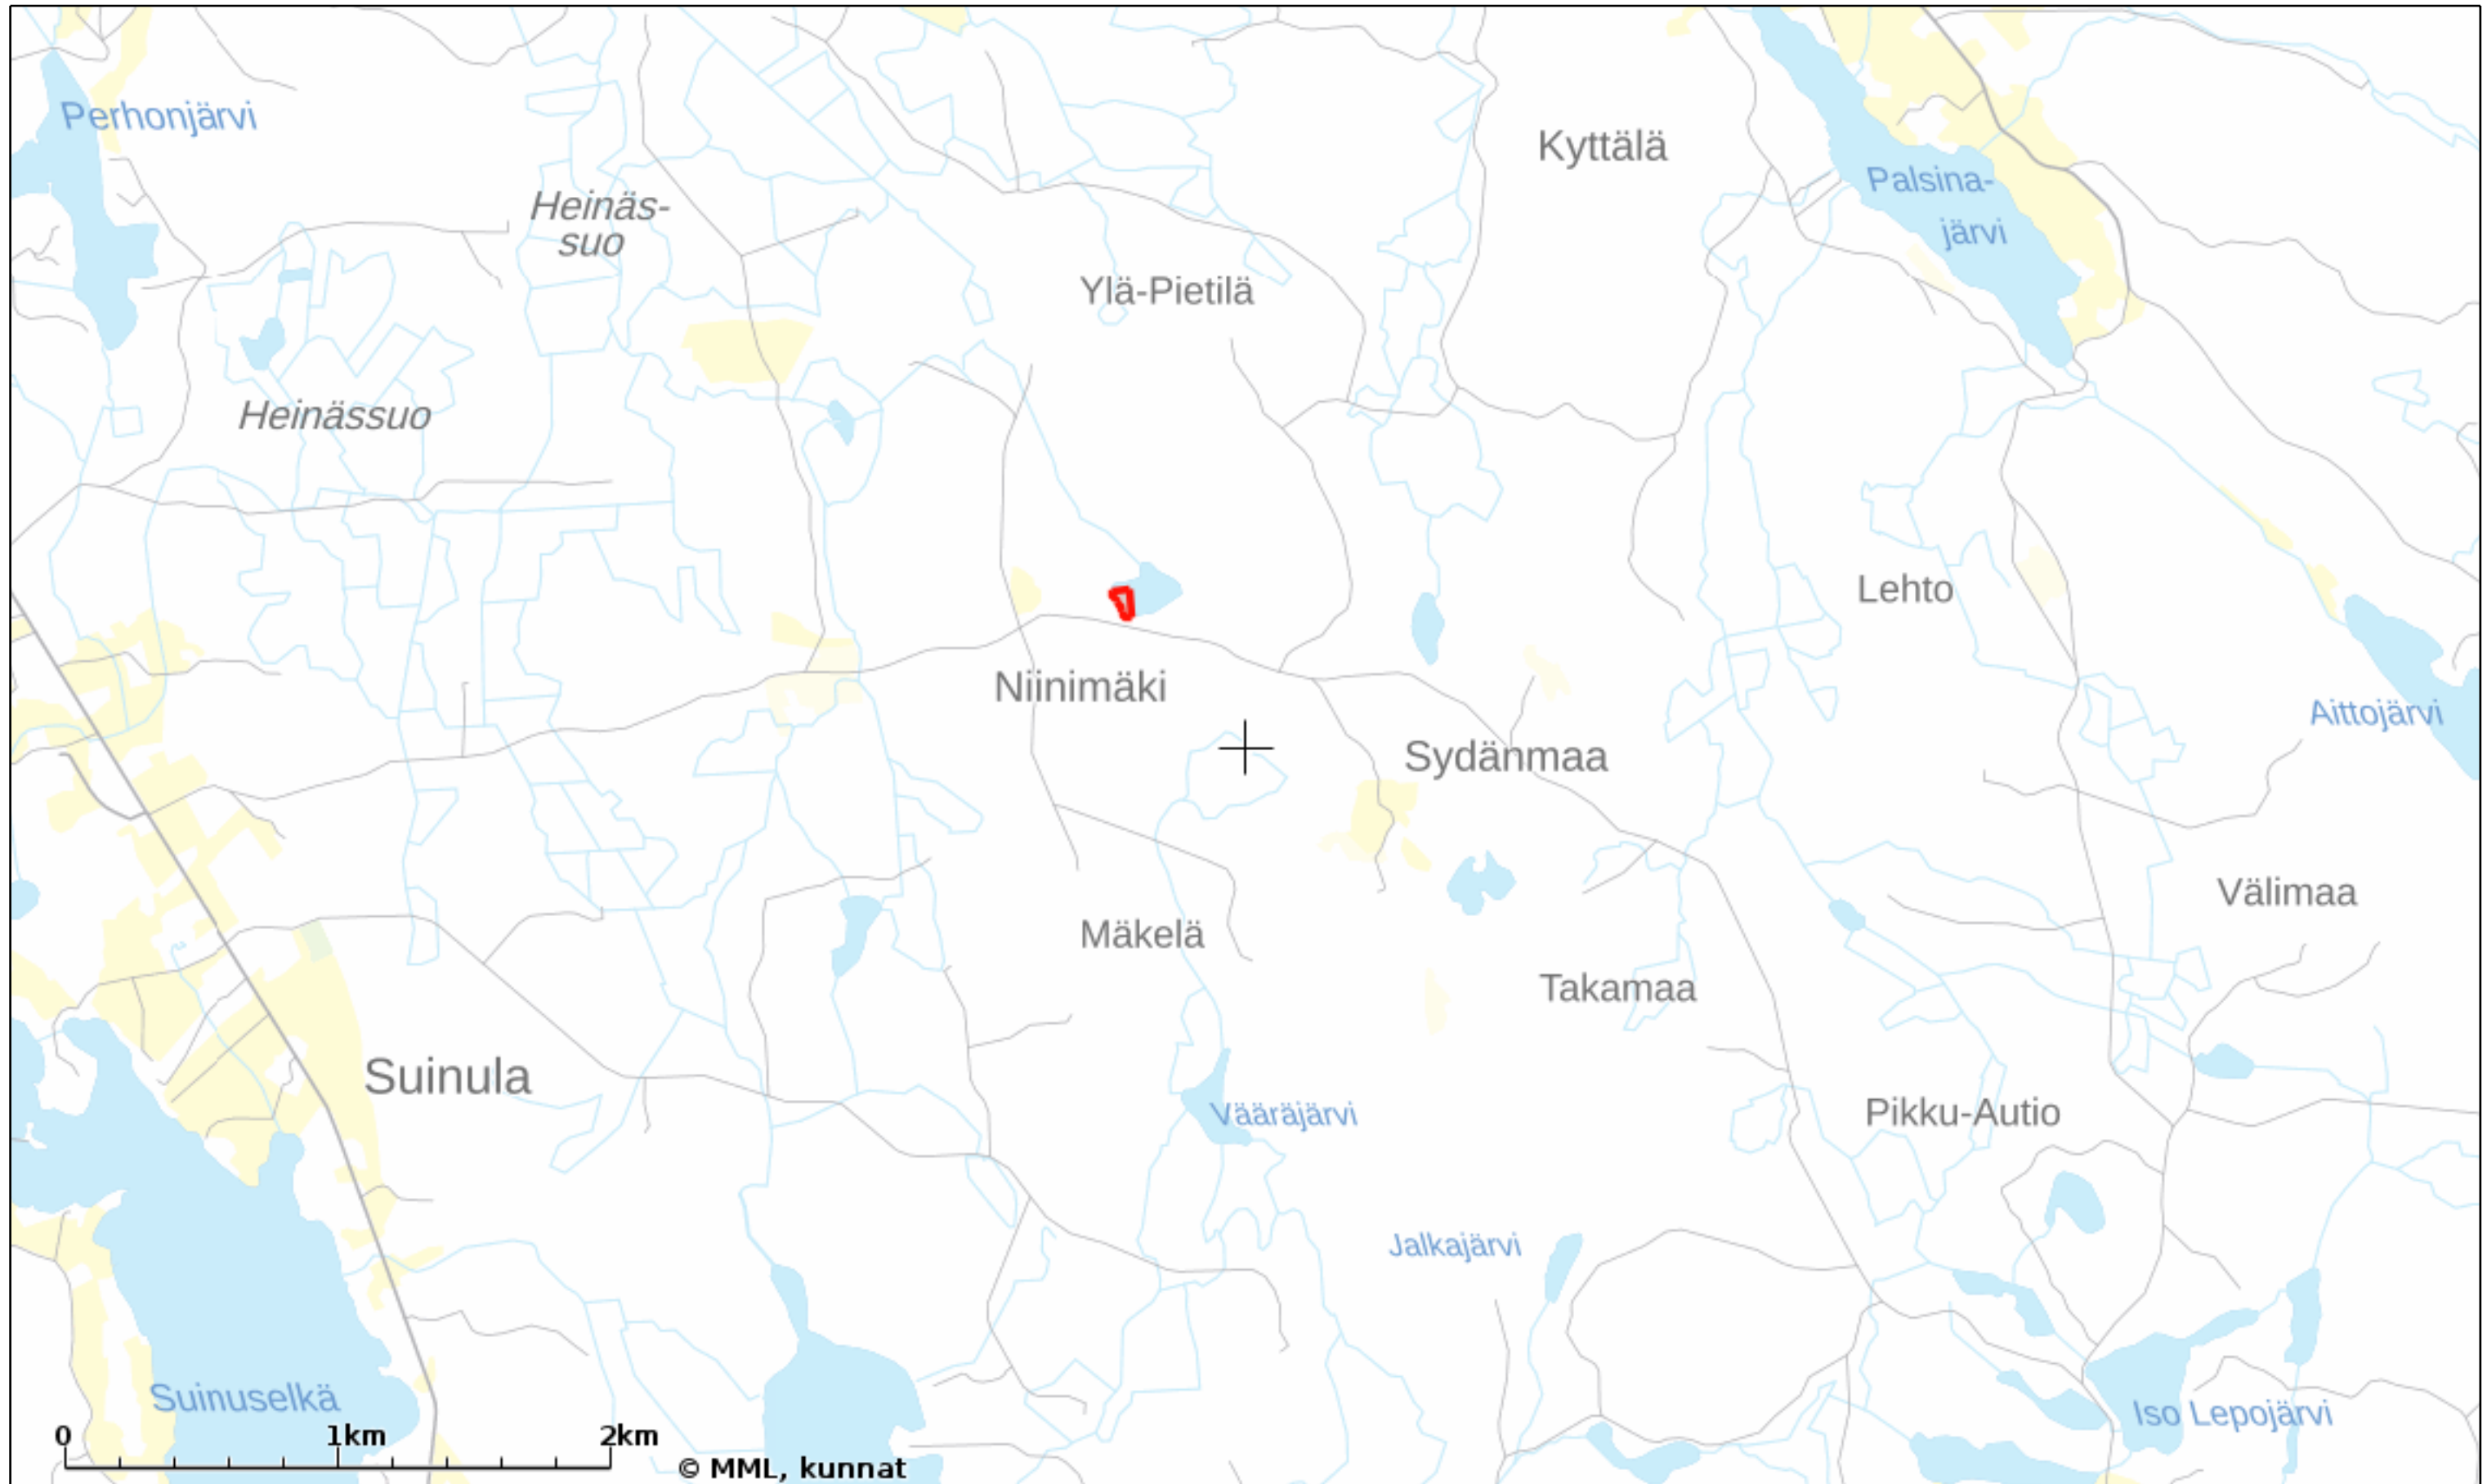 Perhonjärvi
Kyttälä
Palsina-
järvi
Heinäs-
suo
Ylä-Pietilä
Heinässuo
Lehto
Niinimäki
Aittojärvi
Sydänmaa
Välimaa
Mäkelä
Takamaa
Suinula
Vääräjärvi
Pikku-Autio
Jalkajärvi
Suinuselkä
Iso Lepojärvi
0 1km 2km
© MML, kunnat